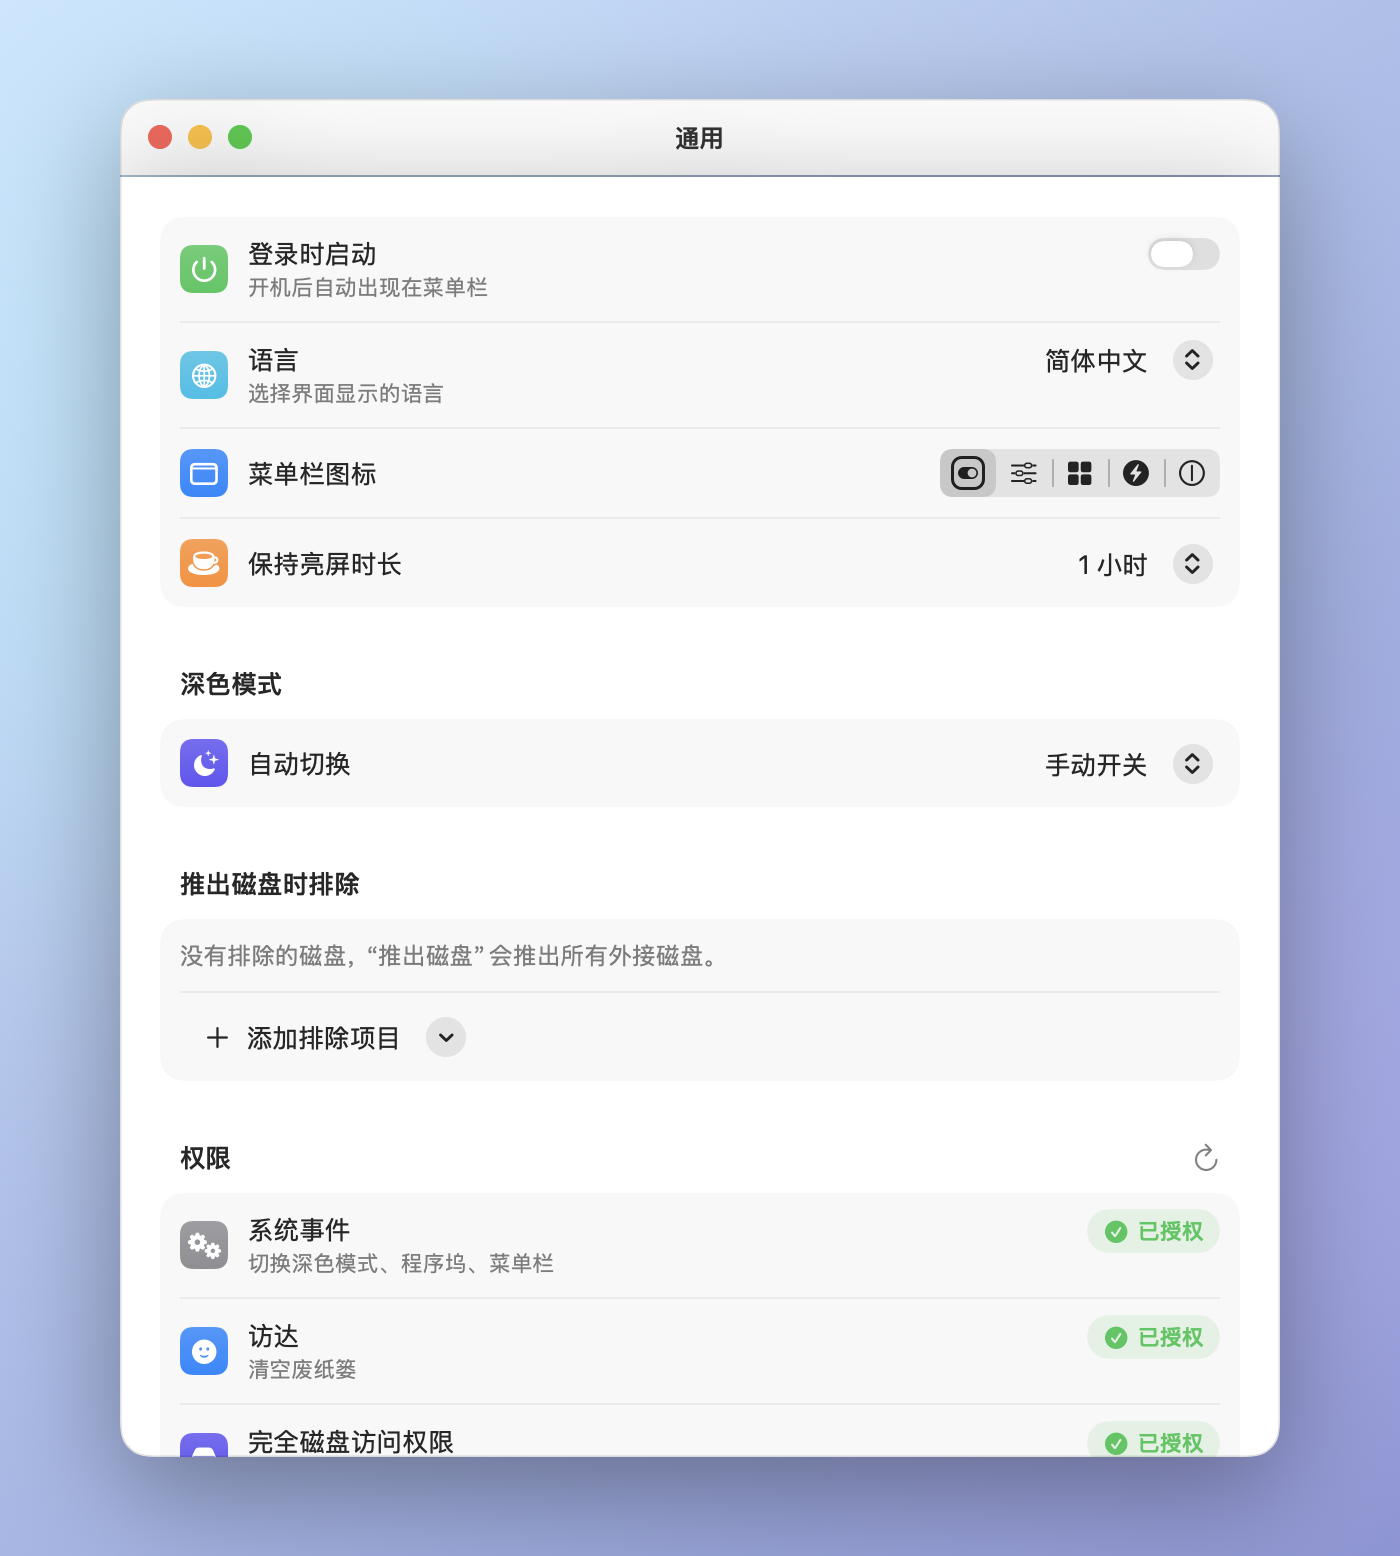 通用
登录时启动
开机后自动出现在菜单栏
语言
简体中文
选择界面显示的语言
菜单栏图标
保持亮屏时长
1 小时
深色模式
自动切换
手动开关
推出磁盘时排除
没有排除的磁盘，“推出磁盘” 会推出所有外接磁盘。
添加排除项目
权限
系统事件
已授权
切换深色模式、程序坞、菜单栏
访达
已授权
清空废纸篓
完全磁盘访问权限
已授权